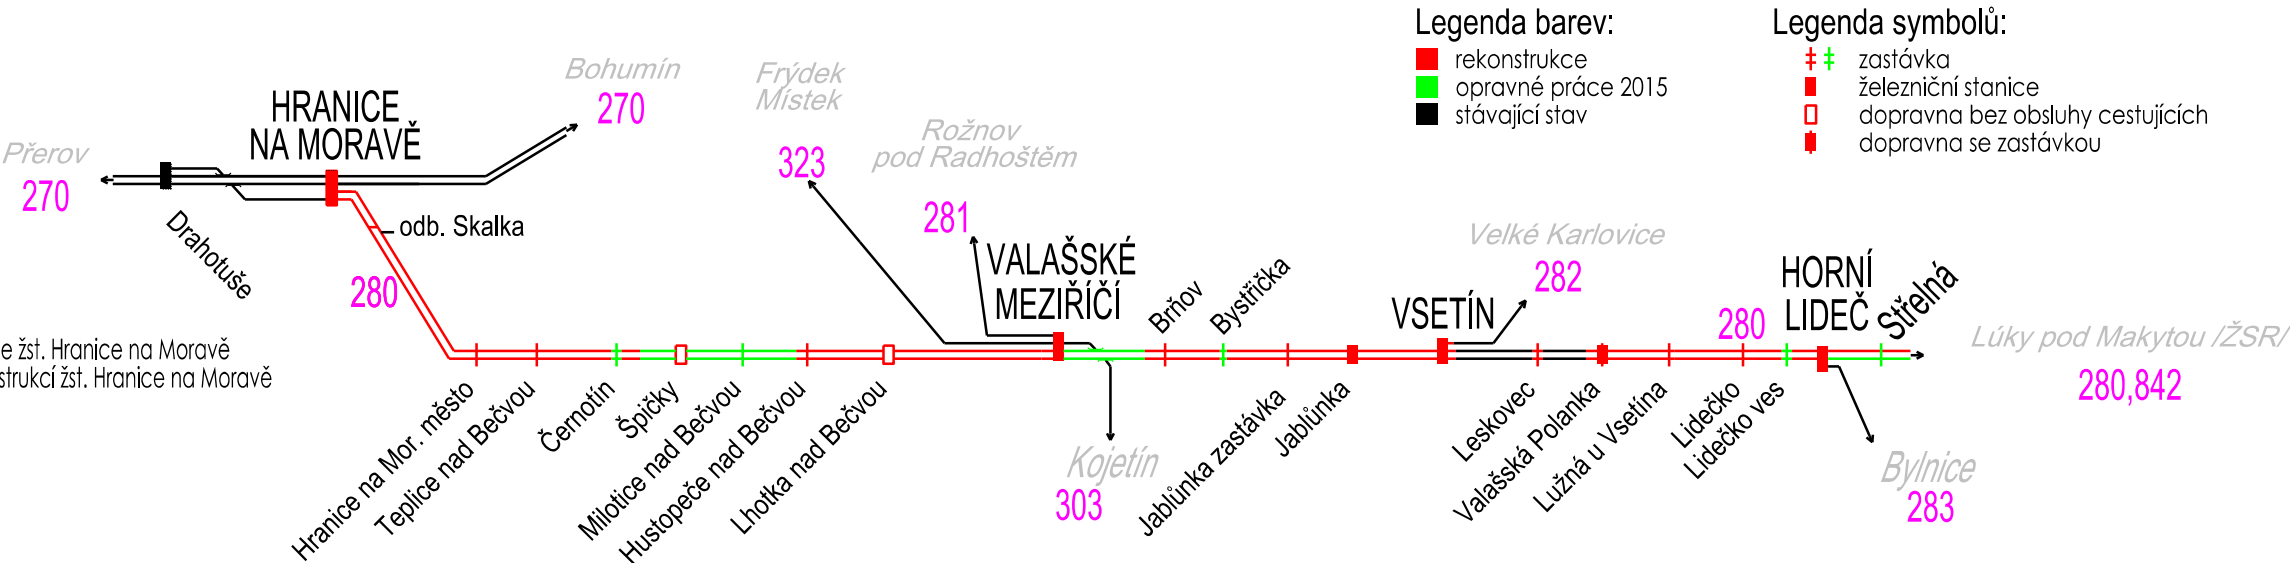 Legenda barev:
rekonstrukce
opravné práce 2015
stávající stav
Legenda symbolů:
zastávka
železniční stanice
dopravna bez obsluhy cestujících
dopravna se zastávkou
Přerov
270
HRANICE
NA MORAVĚ
Bohumín
270
Drahotuše
odb. Skalka
280
Frýdek
Místek
323
Rožnov
pod Radhoštěm
281
VALAŠSKÉ
MEZIŘÍČÍ
Brňov
Bystřička
VSETÍN
Velké Karlovice
282
280
HORNÍ
LIDEČ
Střelná
Lúky pod Makytou /ŽSR/
280,842
e žst. Hranice na Moravě
strukcí žst. Hranice na Moravě
Hranice na Mor. město
Teplice nad Bečvou
Černotín
Špičky
Milotice nad Bečvou
Hustopeče nad Bečvou
Lhotka nad Bečvou
Kojetín
303
Jablůnka zastávka
Jablůnka
Leskovec
Valašská Polanka
Lužná u Vsetína
Lidečko
Lidečko ves
Bylnice
283